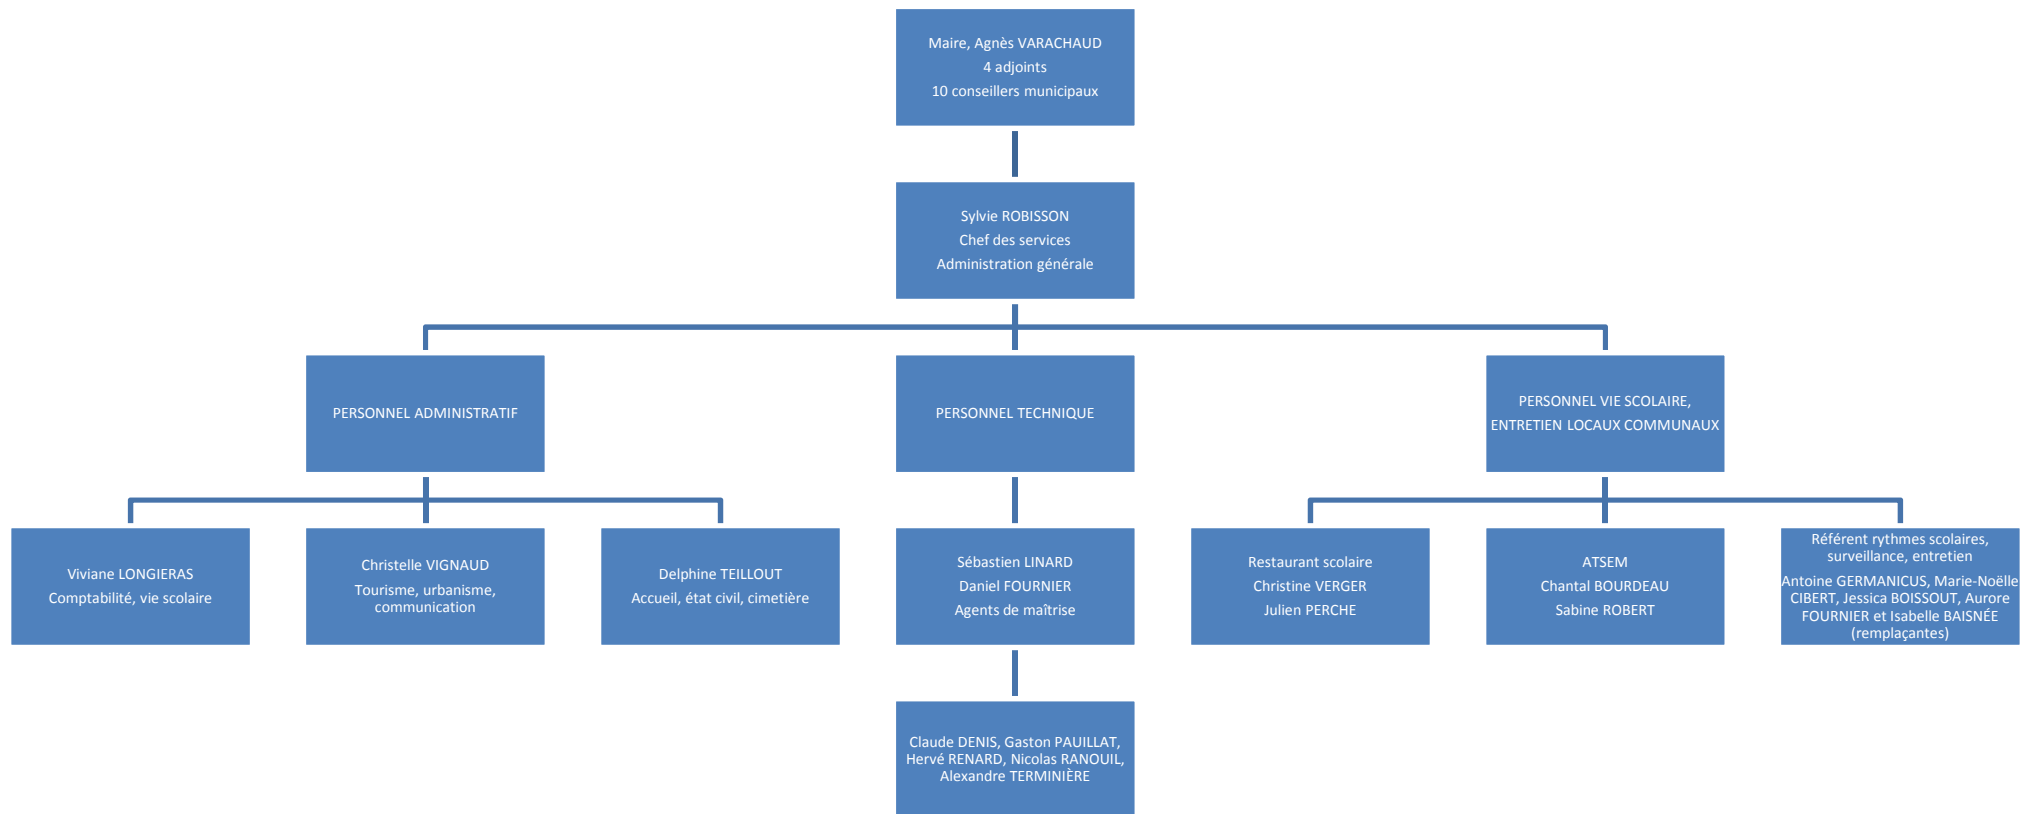 Maire, Agnès VARACHAUD
4 adjoints
10 conseillers municipaux
Sylvie ROBISSON
Chef des services
Administration générale
PERSONNEL ADMINISTRATIF
PERSONNEL TECHNIQUE
PERSONNEL VIE SCOLAIRE,
ENTRETIEN LOCAUX COMMUNAUX
Viviane LONGIERAS
Comptabilité, vie scolaire
Christelle VIGNAUD
Tourisme, urbanisme,
communication
Delphine TEILLOUT
Accueil, état civil, cimetière
Sébastien LINARD
Daniel FOURNIER
Agents de maîtrise
Restaurant scolaire
Christine VERGER
Julien PERCHE
ATSEM
Chantal BOURDEAU
Sabine ROBERT
Référent rythmes scolaires,
surveillance, entretien
Antoine GERMANICUS, Marie-Noëlle
CIBERT, Jessica BOISSOUT, Aurore
FOURNIER et Isabelle BAISNÉE
(remplaçantes)
Claude DENIS, Gaston PAUILLAT,
Hervé RENARD, Nicolas RANOUIL,
Alexandre TERMINIÈRE